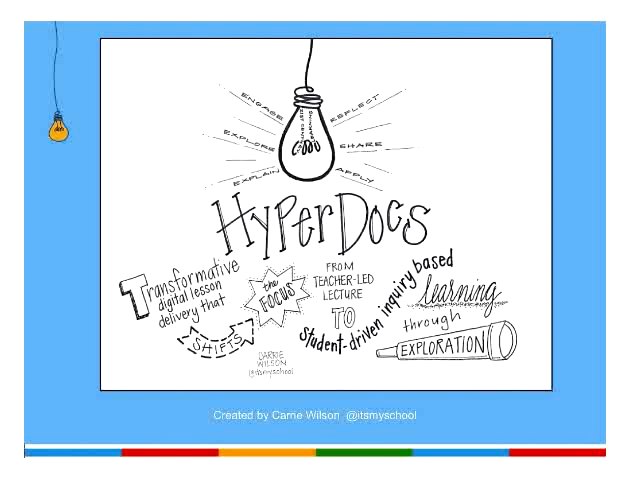 ENGAGE
REFLECT
EXPLORE
SHARE
EXPLAIN
APPLY
HYPERDOCS
Transformative
digital lesson
delivery that
SHIFTS
the
FOCUS
FROM
TEACHER-LED
LECTURE
TO
student-driven inquiry based
learning
through
EXPLORATION
CARRIE
WILSON
@itsmyschool
Created by Carrie Wilson @itsmyschool